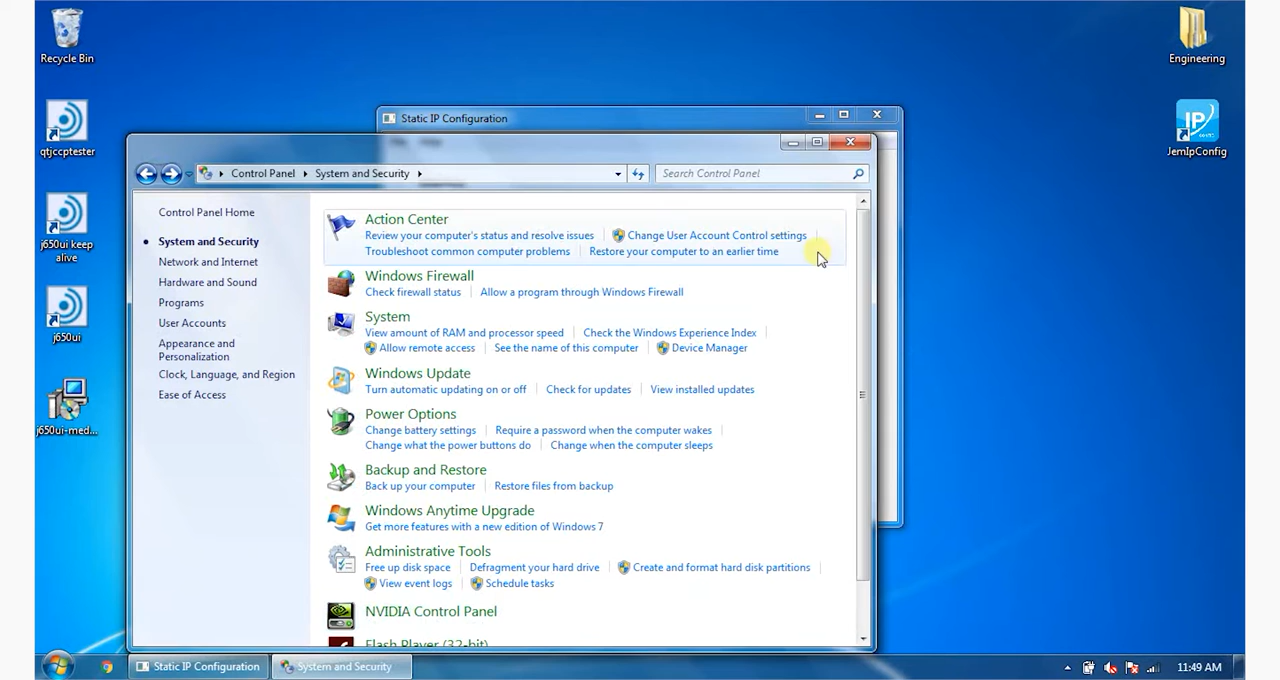 Recycle Bin
qtjccptester
j650ui keep
alive
j650ui
j650ui-med...
Engineering
JemIpConfig
Static IP Configuration
Help
Control Panel
System and Security
Search Control Panel
Control Panel Home
System and Security
Network and Internet
Hardware and Sound
Programs
User Accounts
Appearance and
Personalization
Clock, Language, and Region
Ease of Access
Action Center
Review your computer's status and resolve issues
Change User Account Control settings
Troubleshoot common computer problems
Restore your computer to an earlier time
Windows Firewall
Check firewall status
Allow a program through Windows Firewall
System
View amount of RAM and processor speed
Check the Windows Experience Index
Allow remote access
See the name of this computer
Device Manager
Windows Update
Turn automatic updating on or off
Check for updates
View installed updates
Power Options
Change battery settings
Require a password when the computer wakes
Change what the power buttons do
Change when the computer sleeps
Backup and Restore
Back up your computer
Restore files from backup
Windows Anytime Upgrade
Get more features with a new edition of Windows 7
Administrative Tools
Free up disk space
Defragment your hard drive
Create and format hard disk partitions
View event logs
Schedule tasks
NVIDIA Control Panel
Flash Player (32-bit)
Static IP Configuration
System and Security
11:49 AM